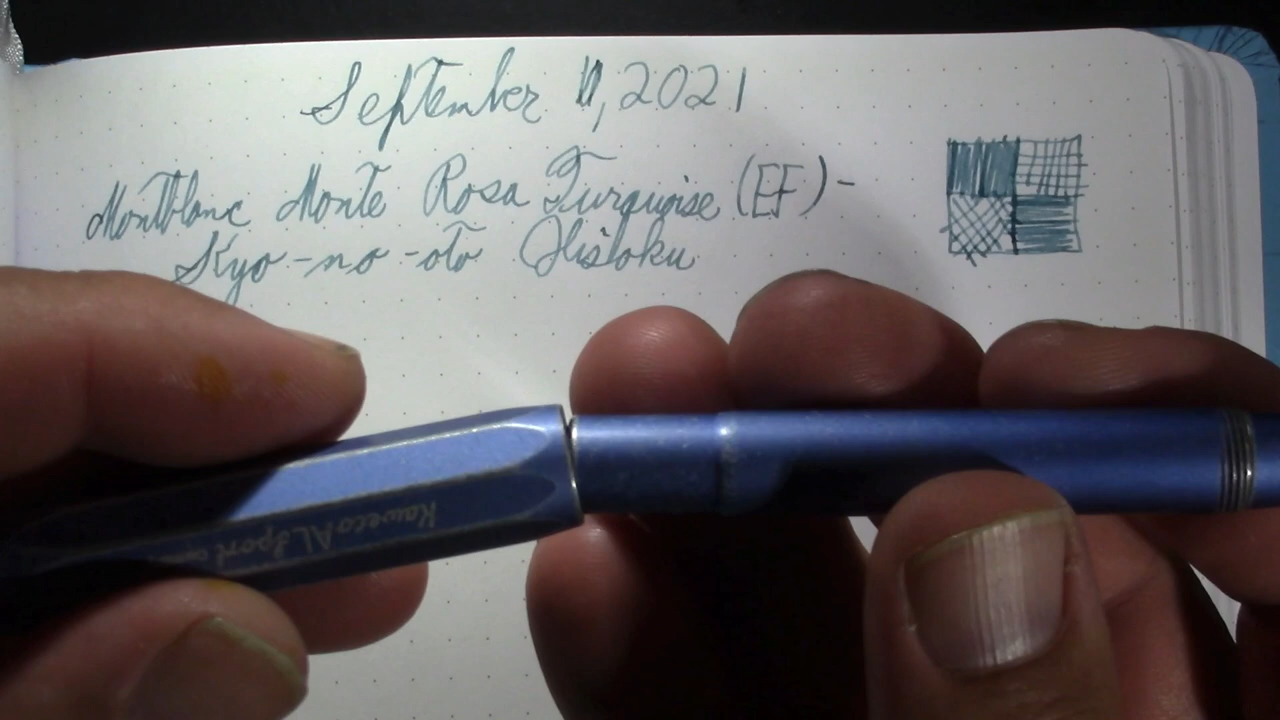 September 11, 2021
Montblanc Monte Rosa Turquoise (EF) -
Kyo-no-oto Hisoku
Kaweco AL Sport